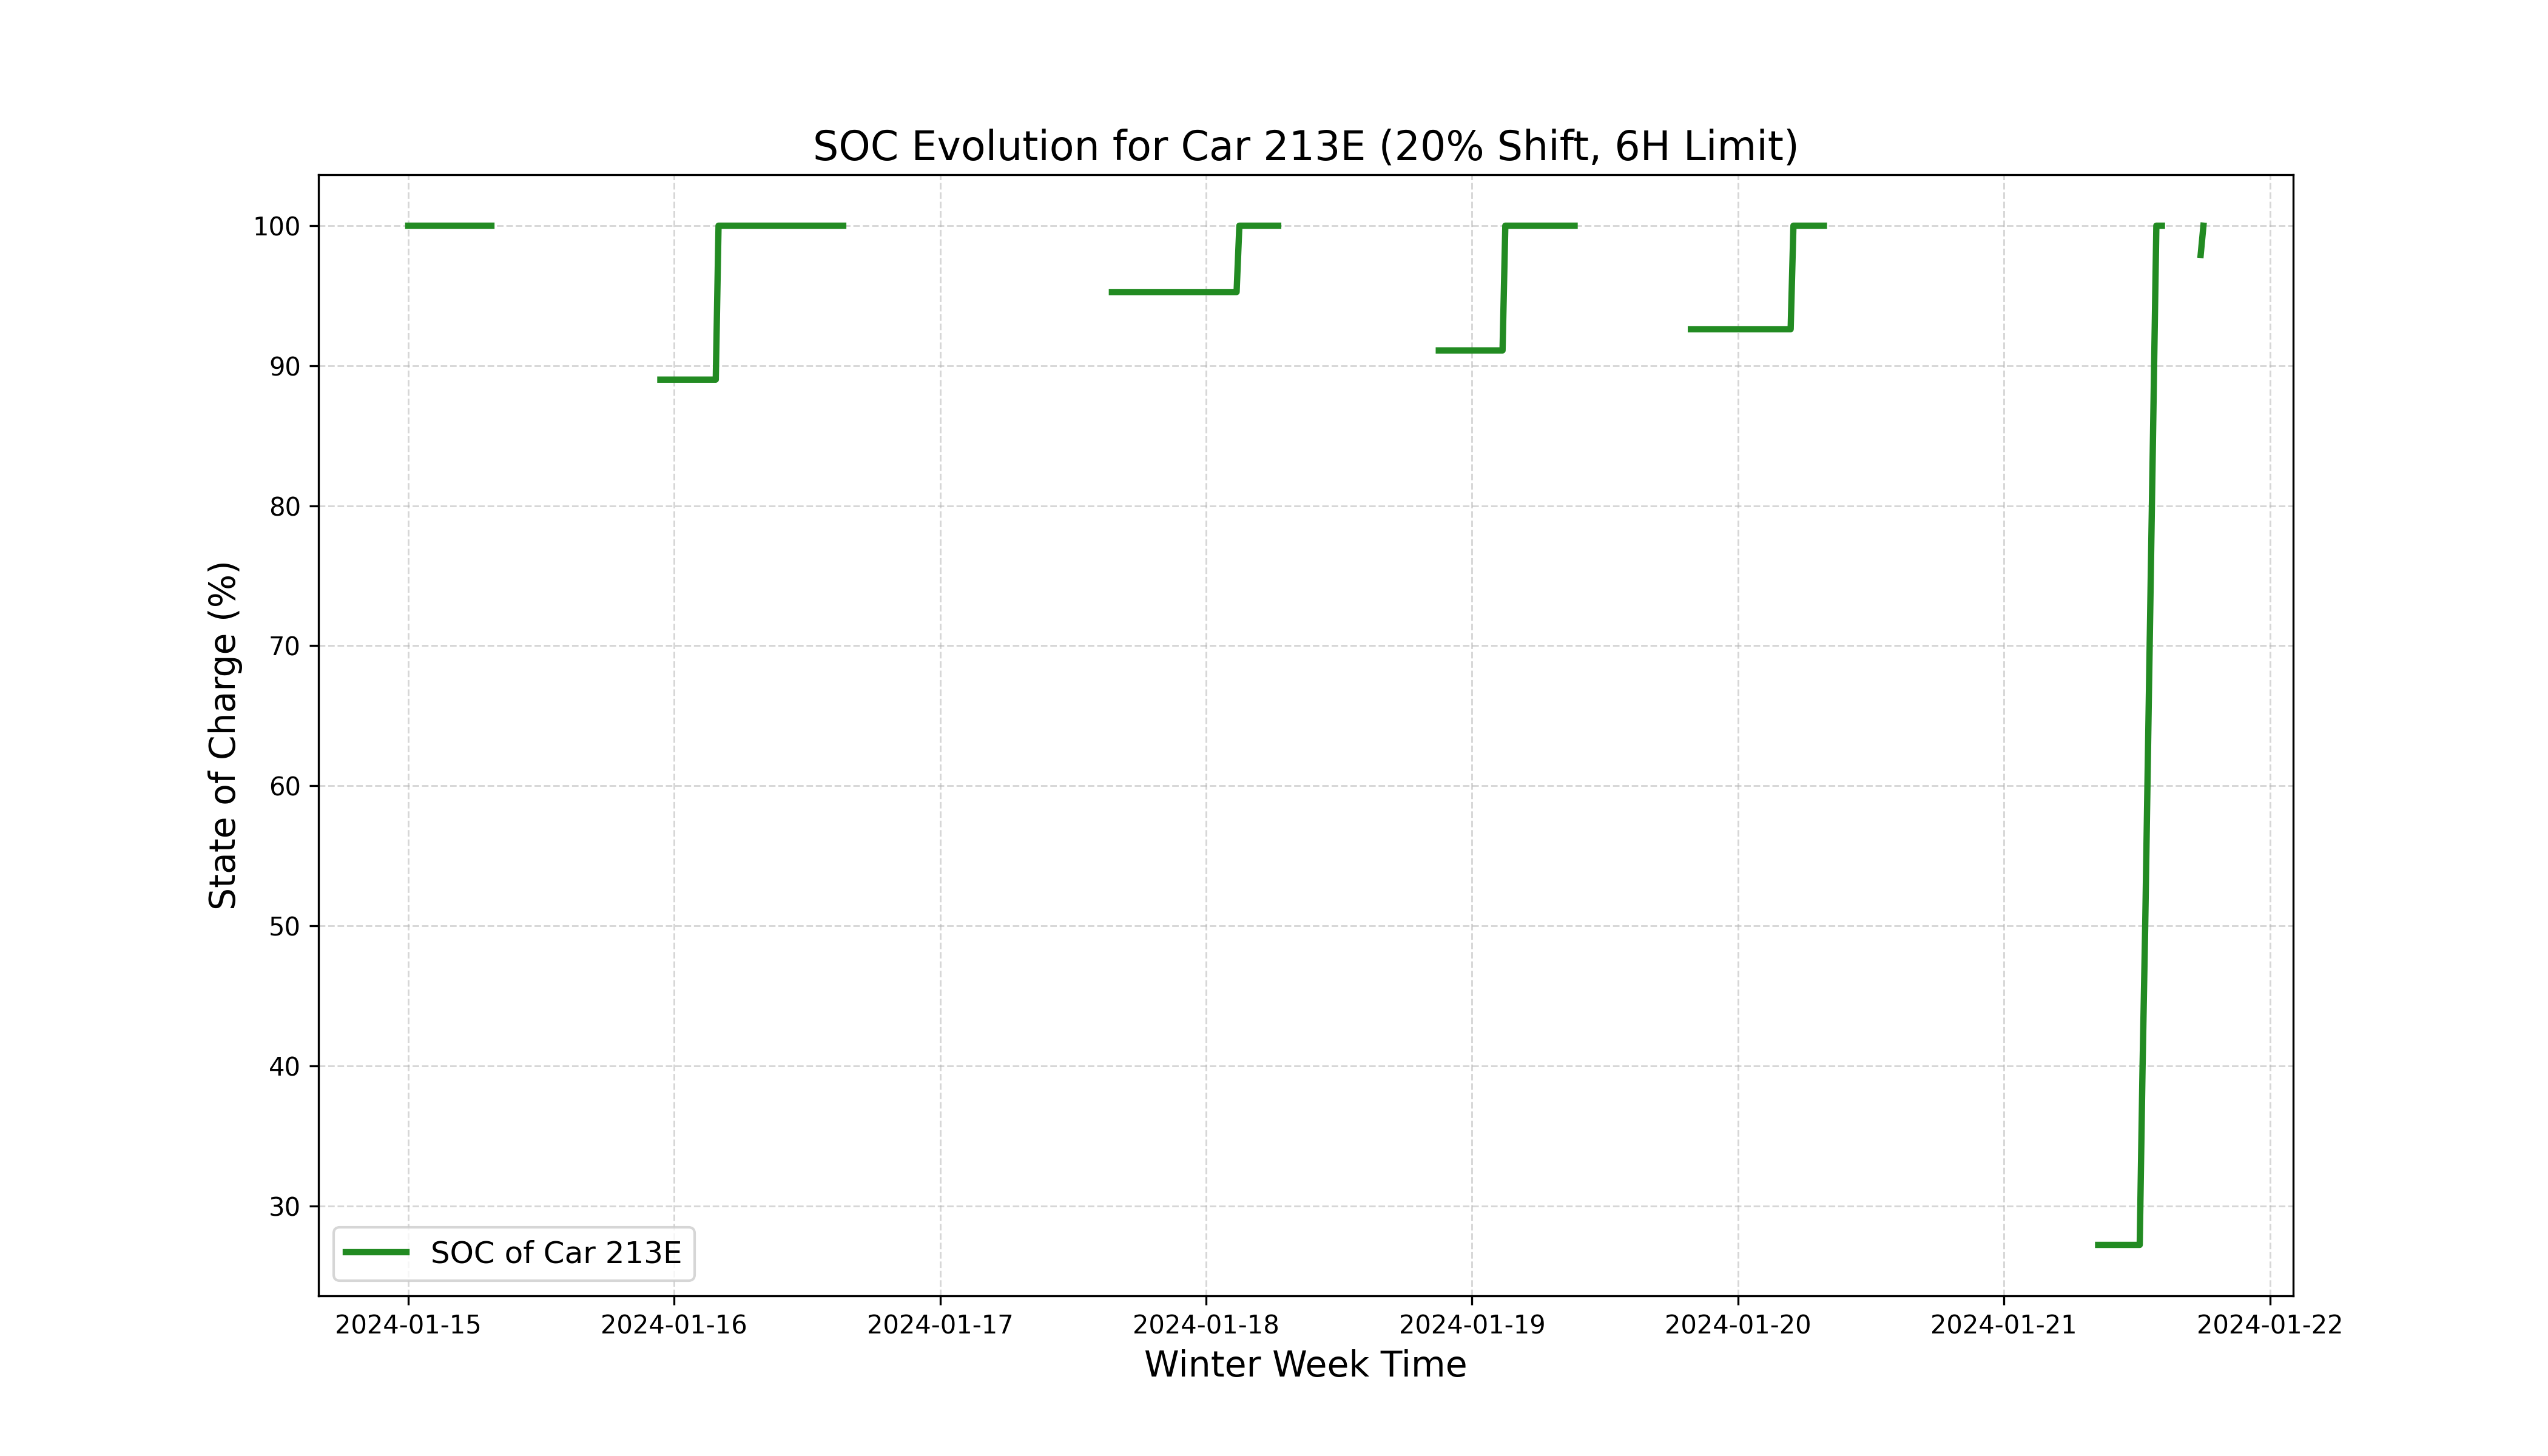 SOC Evolution for Car 213E (20% Shift, 6H Limit)
State of Charge (%)
100
90
80
70
60
50
40
30
SOC of Car 213E
2024-01-15 2024-01-16 2024-01-17 2024-01-18 2024-01-19 2024-01-20 2024-01-21 2024-01-22
Winter Week Time